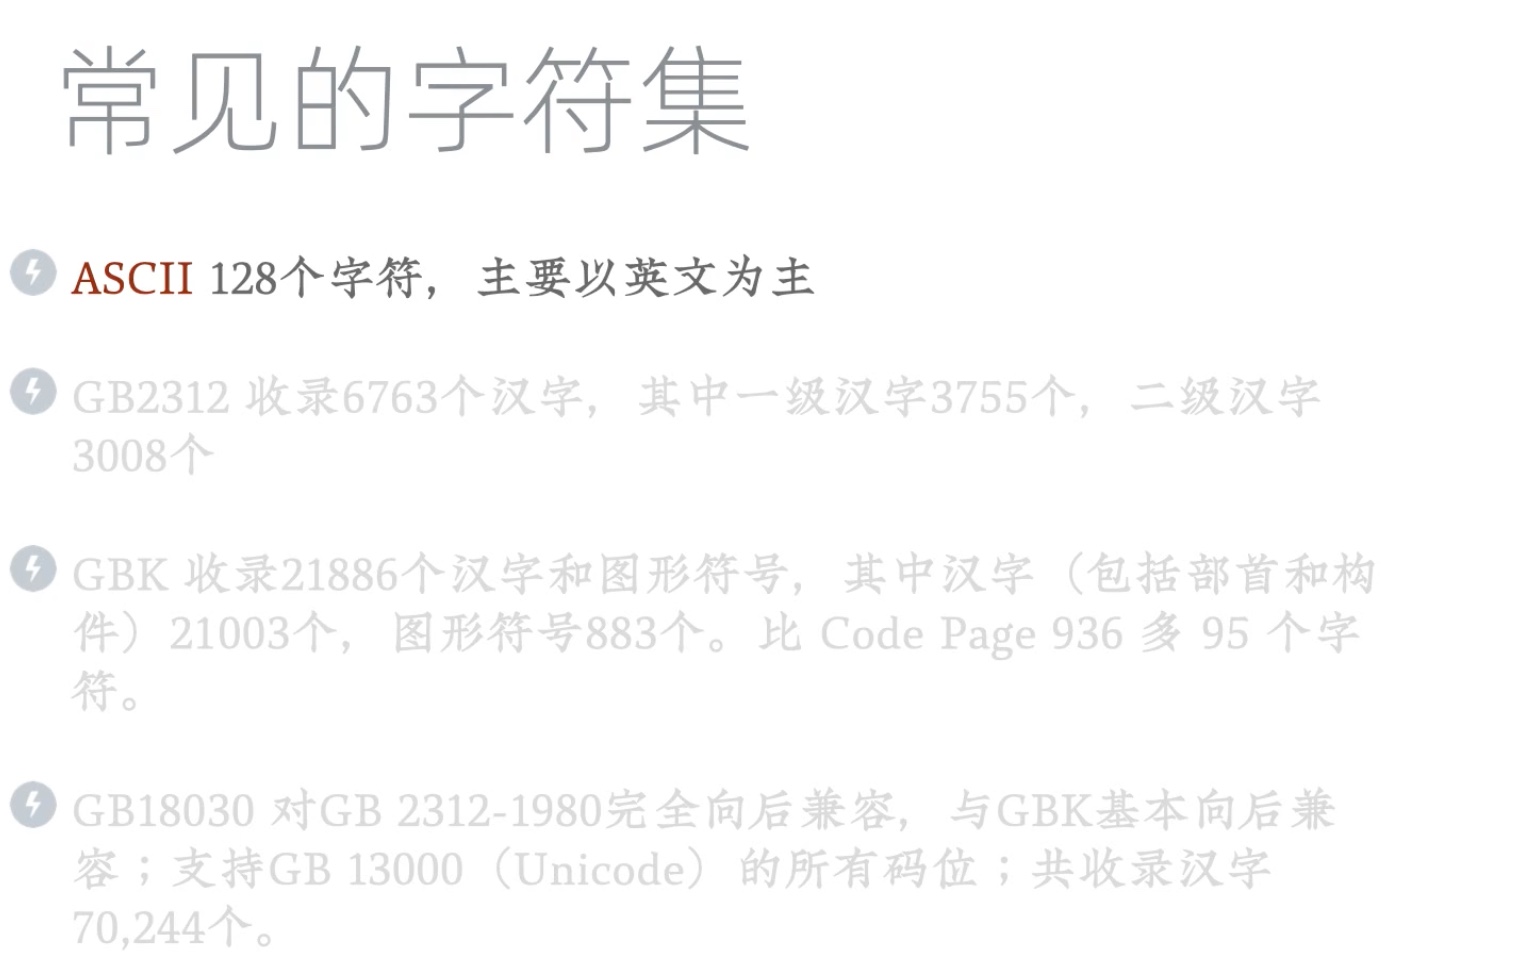 常见的字符集
ASCII 128个字符，主要以英文为主
GB2312 收录6763个汉字，其中一级汉字3755个，二级汉字
3008个
GBK 收录21886个汉字和图形符号，其中汉字（包括部首和构
件）21003个，图形符号883个。比 Code Page 936 多 95 个字
符。
GB18030 对GB 2312-1980完全向后兼容，与GBK基本向后兼
容；支持GB 13000（Unicode）的所有码位；共收录汉字
70,244个。